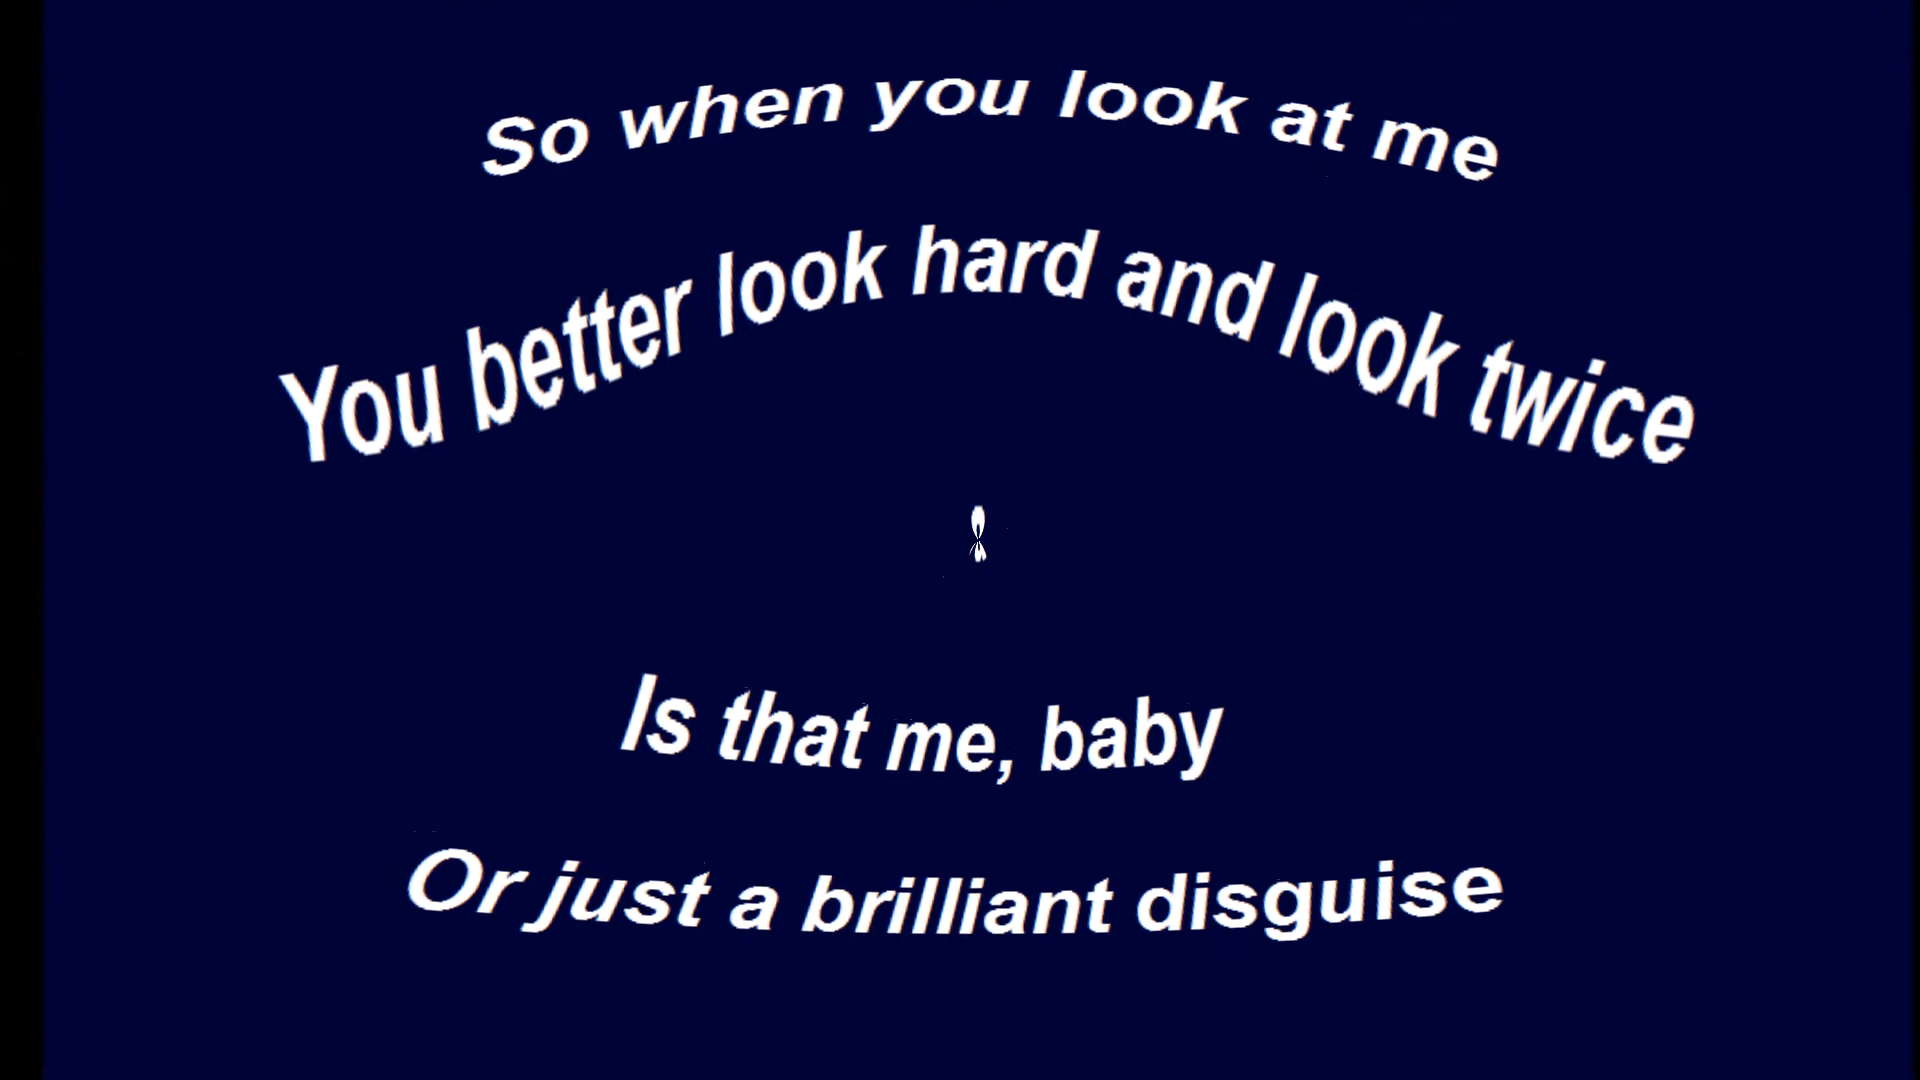 So when you look at me
You better look hard and look twice
Is that me, baby
Or just a brilliant disguise